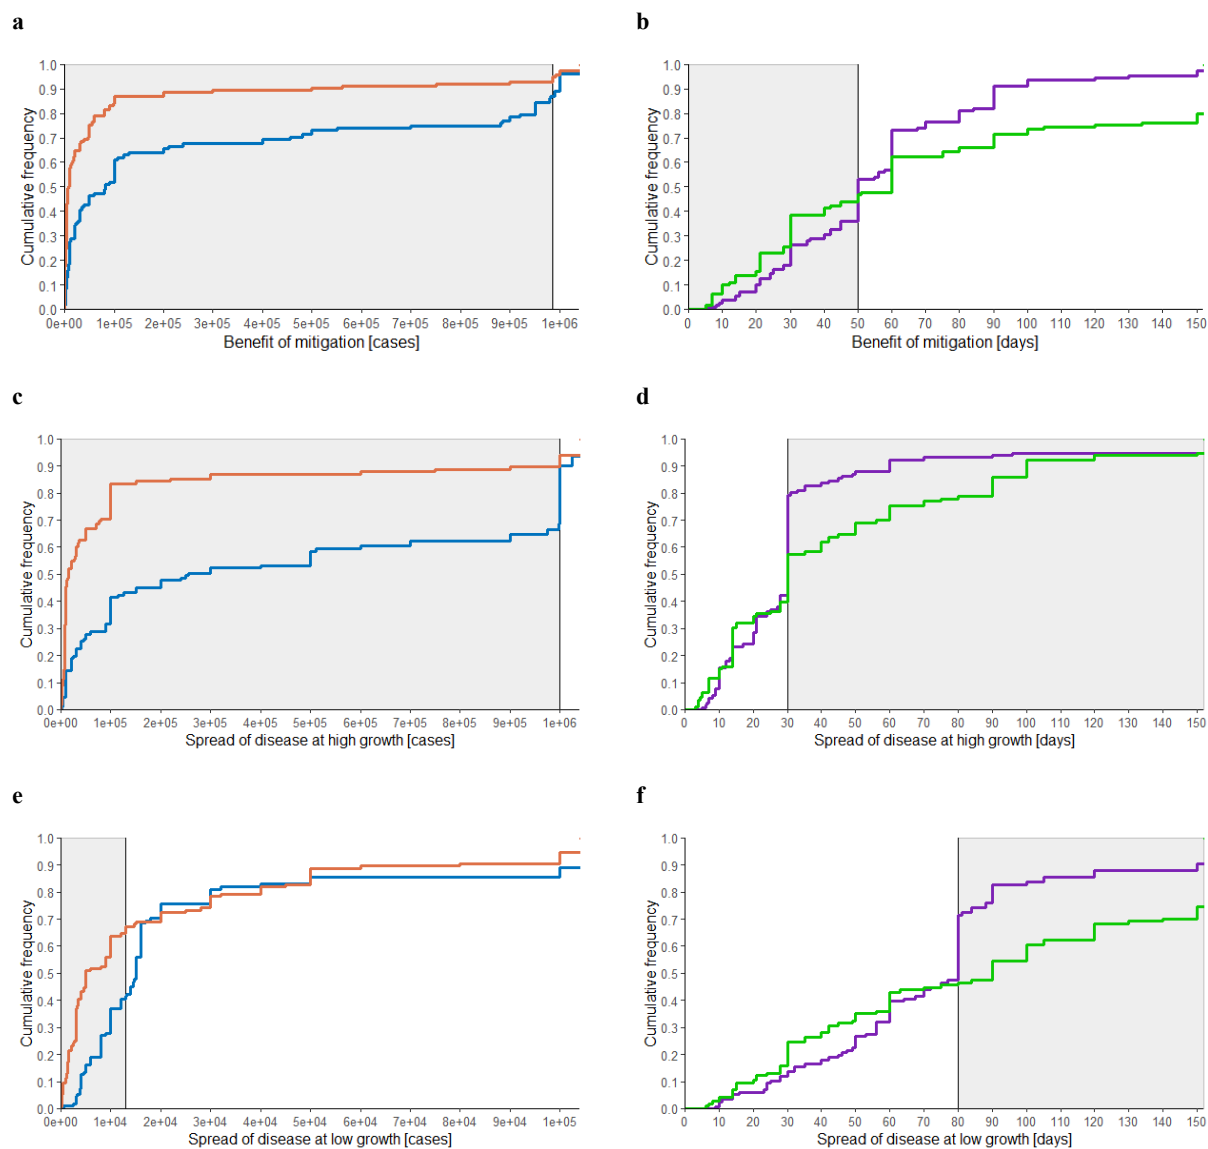 a
1.0
0.9
0.8
0.7
0.6
0.5
0.4
0.3
0.2
0.1
0.0
Cumulative frequency
0e+00 1e+05 2e+05 3e+05 4e+05 5e+05 6e+05 7e+05 8e+05 9e+05 1e+06
Benefit of mitigation [cases]
b
1.0
0.9
0.8
0.7
0.6
0.5
0.4
0.3
0.2
0.1
0.0
Cumulative frequency
0 10 20 30 40 50 60 70 80 90 100 110 120 130 140 150
Benefit of mitigation [days]
c
1.0
0.9
0.8
0.7
0.6
0.5
0.4
0.3
0.2
0.1
0.0
Cumulative frequency
0e+00 1e+05 2e+05 3e+05 4e+05 5e+05 6e+05 7e+05 8e+05 9e+05 1e+06
Spread of disease at high growth [cases]
d
1.0
0.9
0.8
0.7
0.6
0.5
0.4
0.3
0.2
0.1
0.0
Cumulative frequency
0 10 20 30 40 50 60 70 80 90 100 110 120 130 140 150
Spread of disease at high growth [days]
e
1.0
0.9
0.8
0.7
0.6
0.5
0.4
0.3
0.2
0.1
0.0
Cumulative frequency
0e+00 1e+04 2e+04 3e+04 4e+04 5e+04 6e+04 7e+04 8e+04 9e+04 1e+05
Spread of disease at low growth [cases]
f
1.0
0.9
0.8
0.7
0.6
0.5
0.4
0.3
0.2
0.1
0.0
Cumulative frequency
0 10 20 30 40 50 60 70 80 90 100 110 120 130 140 150
Spread of disease at low growth [days]